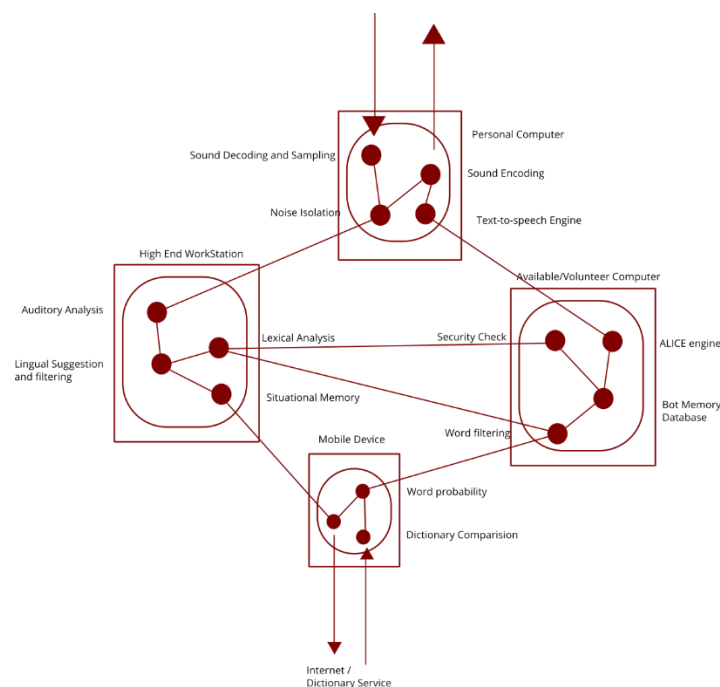 Personal Computer
Sound Decoding and Sampling
Sound Encoding
Noise Isolation
Text-to-speech Engine
High End WorkStation
Available/Volunteer Computer
Auditory Analysis
Lexical Analysis
Security Check
ALICE engine
Lingual Suggestion
and filtering
Situational Memory
Bot Memory
Database
Mobile Device
Word filtering
Word probability
Dictionary Comparision
Internet /
Dictionary Service